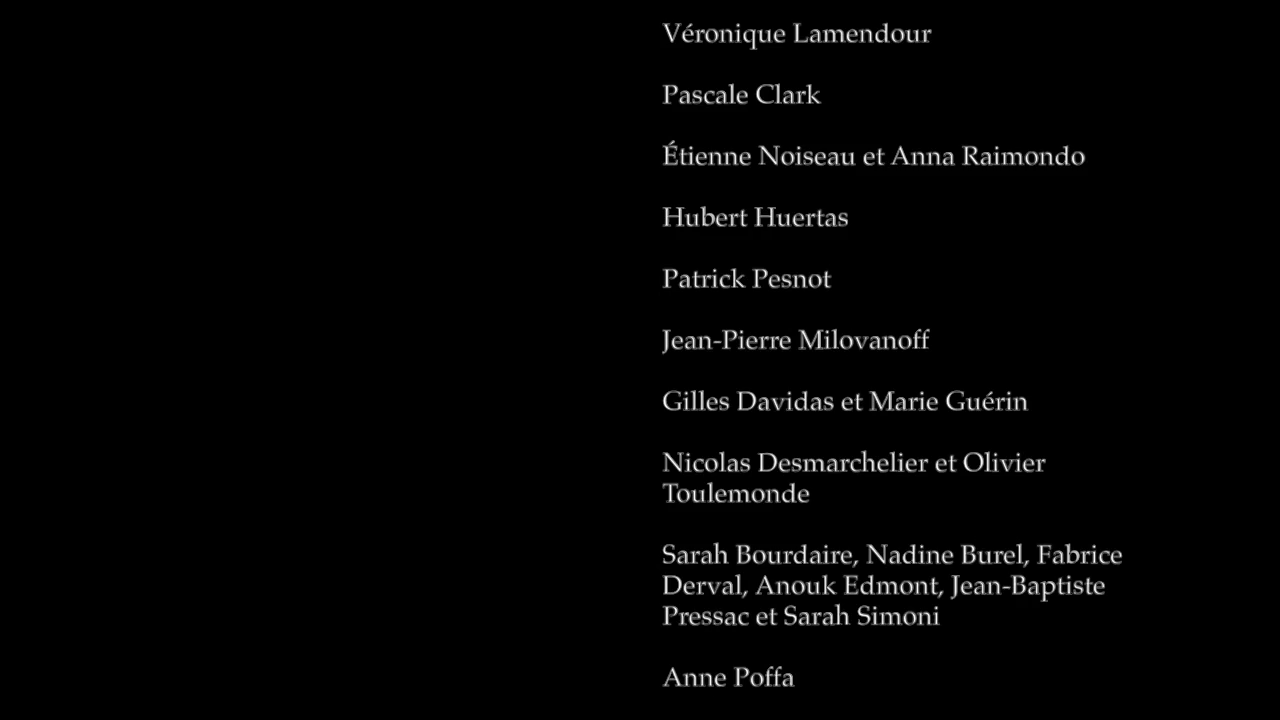 Véronique Lamendour
Pascale Clark
Étienne Noiseau et Anna Raimondo
Hubert Huertas
Patrick Pesnot
Jean-Pierre Milovanoff
Gilles Davidas et Marie Guérin
Nicolas Desmarchelier et Olivier
Toulemonde
Sarah Bourdaire, Nadine Burel, Fabrice
Derval, Anouk Edmont, Jean-Baptiste
Pressac et Sarah Simoni
Anne Poffa